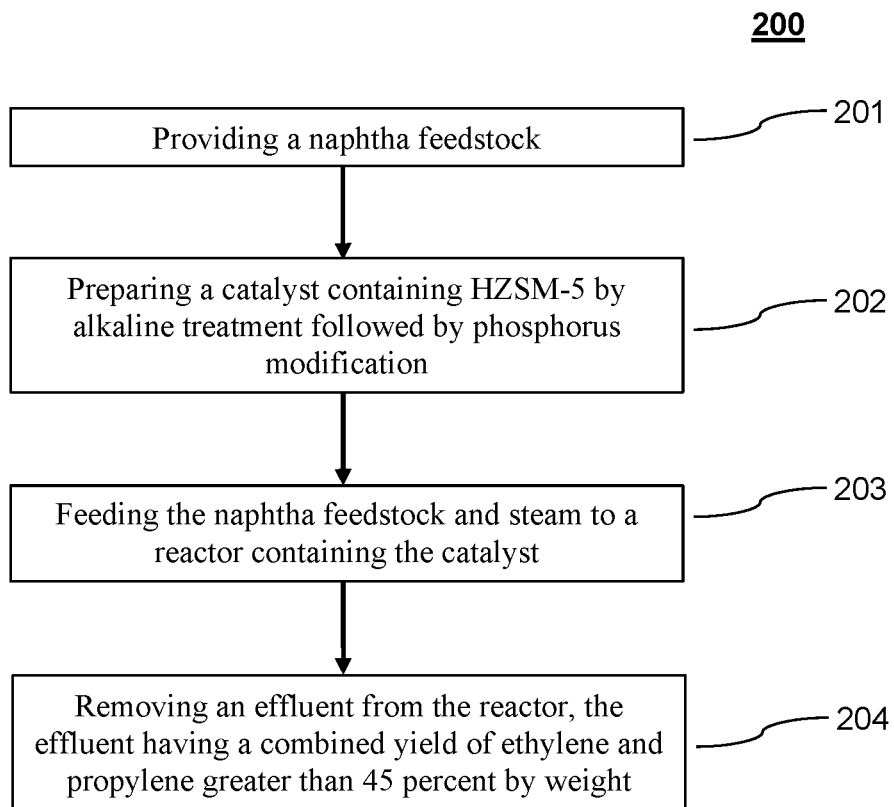 200
Providing a naphtha feedstock
201
Preparing a catalyst containing HZSM-5 by
alkaline treatment followed by phosphorus
modification
202
Feeding the naphtha feedstock and steam to a
reactor containing the catalyst
203
Removing an effluent from the reactor, the
effluent having a combined yield of ethylene and
propylene greater than 45 percent by weight
204